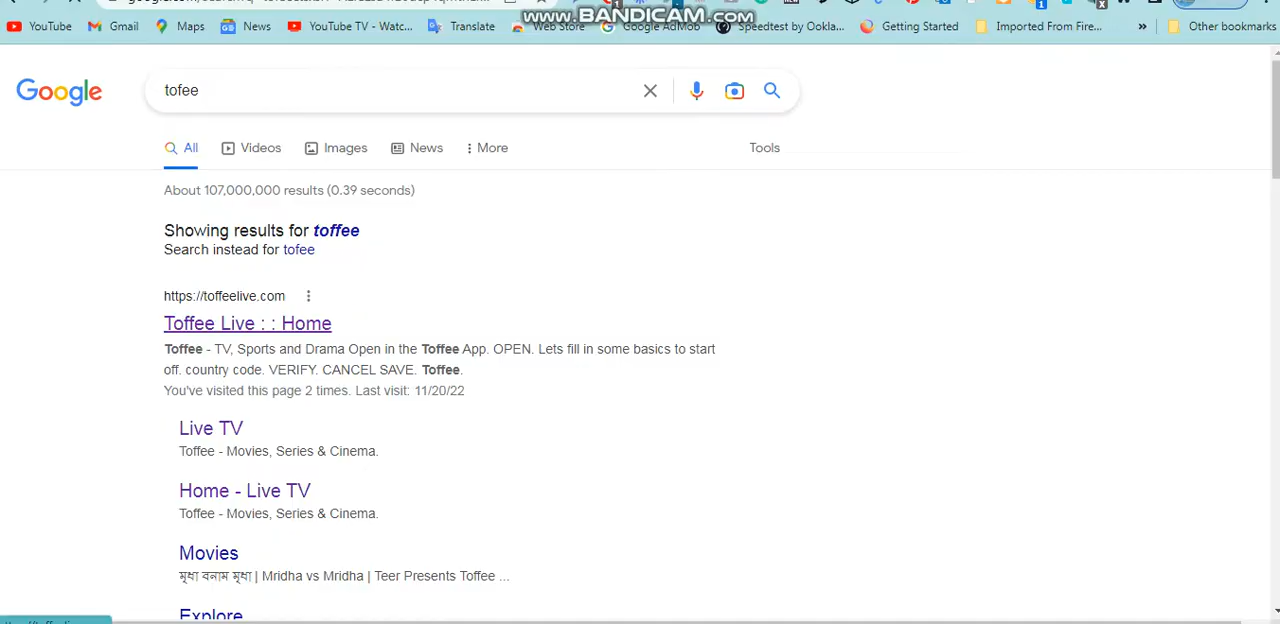 www.BANDICAM.com
YouTube Gmail Maps News YouTube TV - Watc... Translate Web Store Google AdMob Speedtest by Ookla... Getting Started Imported From Fire... » Other bookmarks
Google tofee
All Videos Images News More Tools
About 107,000,000 results (0.39 seconds)
Showing results for toffee
Search instead for tofee
https://toffeelive.com
Toffee Live : : Home
Toffee - TV, Sports and Drama Open in the Toffee App. OPEN. Lets fill in some basics to start
off. country code. VERIFY. CANCEL SAVE. Toffee.
You've visited this page 2 times. Last visit: 11/20/22
Live TV
Toffee - Movies, Series & Cinema.
Home - Live TV
Toffee - Movies, Series & Cinema.
Movies
মৃধা বনাম মৃধা | Mridha vs Mridha | Teer Presents Toffee ...
Explore